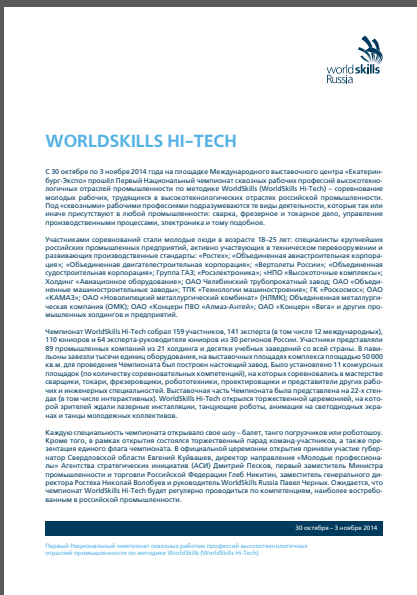 world skills
Russia
WORLDSKILLS HI-TECH
С 30 октября по 3 ноября 2014 года на площадке Международного выставочного центра «Екатерин-
бург-Экспо» прошёл Первый Национальный чемпионат сквозных рабочих профессий высокотехно-
логичных отраслей промышленности по методике WorldSkills (WorldSkills Hi-Tech) – соревнование
молодых рабочих, трудящихся в высокотехнологичных отраслях российской промышленности.
Под «сквозными» рабочими профессиями подразумеваются те виды деятельности, которые так или
иначе присутствуют в любой промышленности: сварка, фрезерное и токарное дело, управление
производственными процессами, электроника и тому подобное.
Участниками соревнований стали молодые люди в возрасте 18–25 лет: специалисты крупнейших
российских промышленных предприятий, активно участвующих в техническом перевооружении и
развивающих производственные стандарты: «Ростех»; «Объединенная авиастроительная корпора-
ция»; «Объединенная двигателестроительная корпорация»; «Вертолеты России»; «Объединенная
судостроительная корпорация»; Группа ГАЗ; «Росэлектроника»; «НПО «Высокоточные комплексы»;
Холдинг «Авиационное оборудование»; ОАО Челябинский трубопрокатный завод; ОАО «Объеди-
ненные машиностроительные заводы»; ТПК «Технологии машиностроения»; ГК «Роскосмос»; ОАО
«КАМАЗ»; ОАО «Новолипецкий металлургический комбинат» (НЛМК); Объединенная металлурги-
ческая компания (ОМК); ОАО «Концерн ПВО «Алмаз-Антей»; ОАО «Концерн «Вега» и других про-
мышленных холдингов и предприятий.
Чемпионат WorldSkills Hi-Tech собрал 159 участников, 141 эксперта (в том числе 12 международных),
110 юниоров и 64 эксперта-руководителя юниоров из 30 регионов России. Участники представляли
89 промышленных компаний из 21 холдинга и десятки учебных заведений со всей страны. В пави-
льоны завезли тысячи единиц оборудования, на выставочных площадях комплекса площадью 50 000
кв.м. для проведения Чемпионата был построен настоящий завод. Было установлено 11 конкурсных
площадок (по количеству соревновательных компетенций), на которых соревновались в мастерстве
сварщики, токари, фрезеровщики, робототехники, проектировщики и представители других рабо-
чих и инженерных специальностей. Выставочная часть Чемпионата была представлена на 22-х стен-
дах (в том числе интерактивных). WorldSkills Hi-Tech открылся торжественной церемонией, на кото-
рой зрителей ждали лазерные инсталляции, танцующие роботы, анимация на светодиодных экра-
нах и танцы молодежных коллективов.
Каждую специальность чемпионата открывало свое шоу – балет, танго погрузчиков или роботошоу.
Кроме того, в рамках открытия состоялся торжественный парад команд-участников, а также пре-
зентация единого флага чемпионата. В официальной церемонии открытия приняли участие губер-
натор Свердловской области Евгений Куйвашев, директор направления «Молодые профессиона-
лы» Агентства стратегических инициатив (АСИ) Дмитрий Песков, первый заместитель Министра
промышленности и торговли Российской Федерации Глеб Никитин, заместитель генерального ди-
ректора Ростеха Николай Волобуев и руководитель WorldSkills Russia Павел Черных. Ожидается, что
чемпионат WorldSkills Hi-Tech будет регулярно проводиться по компетенциям, наиболее востребо-
ванным в российской промышленности.
30 октября – 3 ноября 2014
Первый Национальный чемпионат сквозных рабочих профессий высокотехнологичных
отраслей промышленности по методике WorldSkills (WorldSkills Hi-Tech)